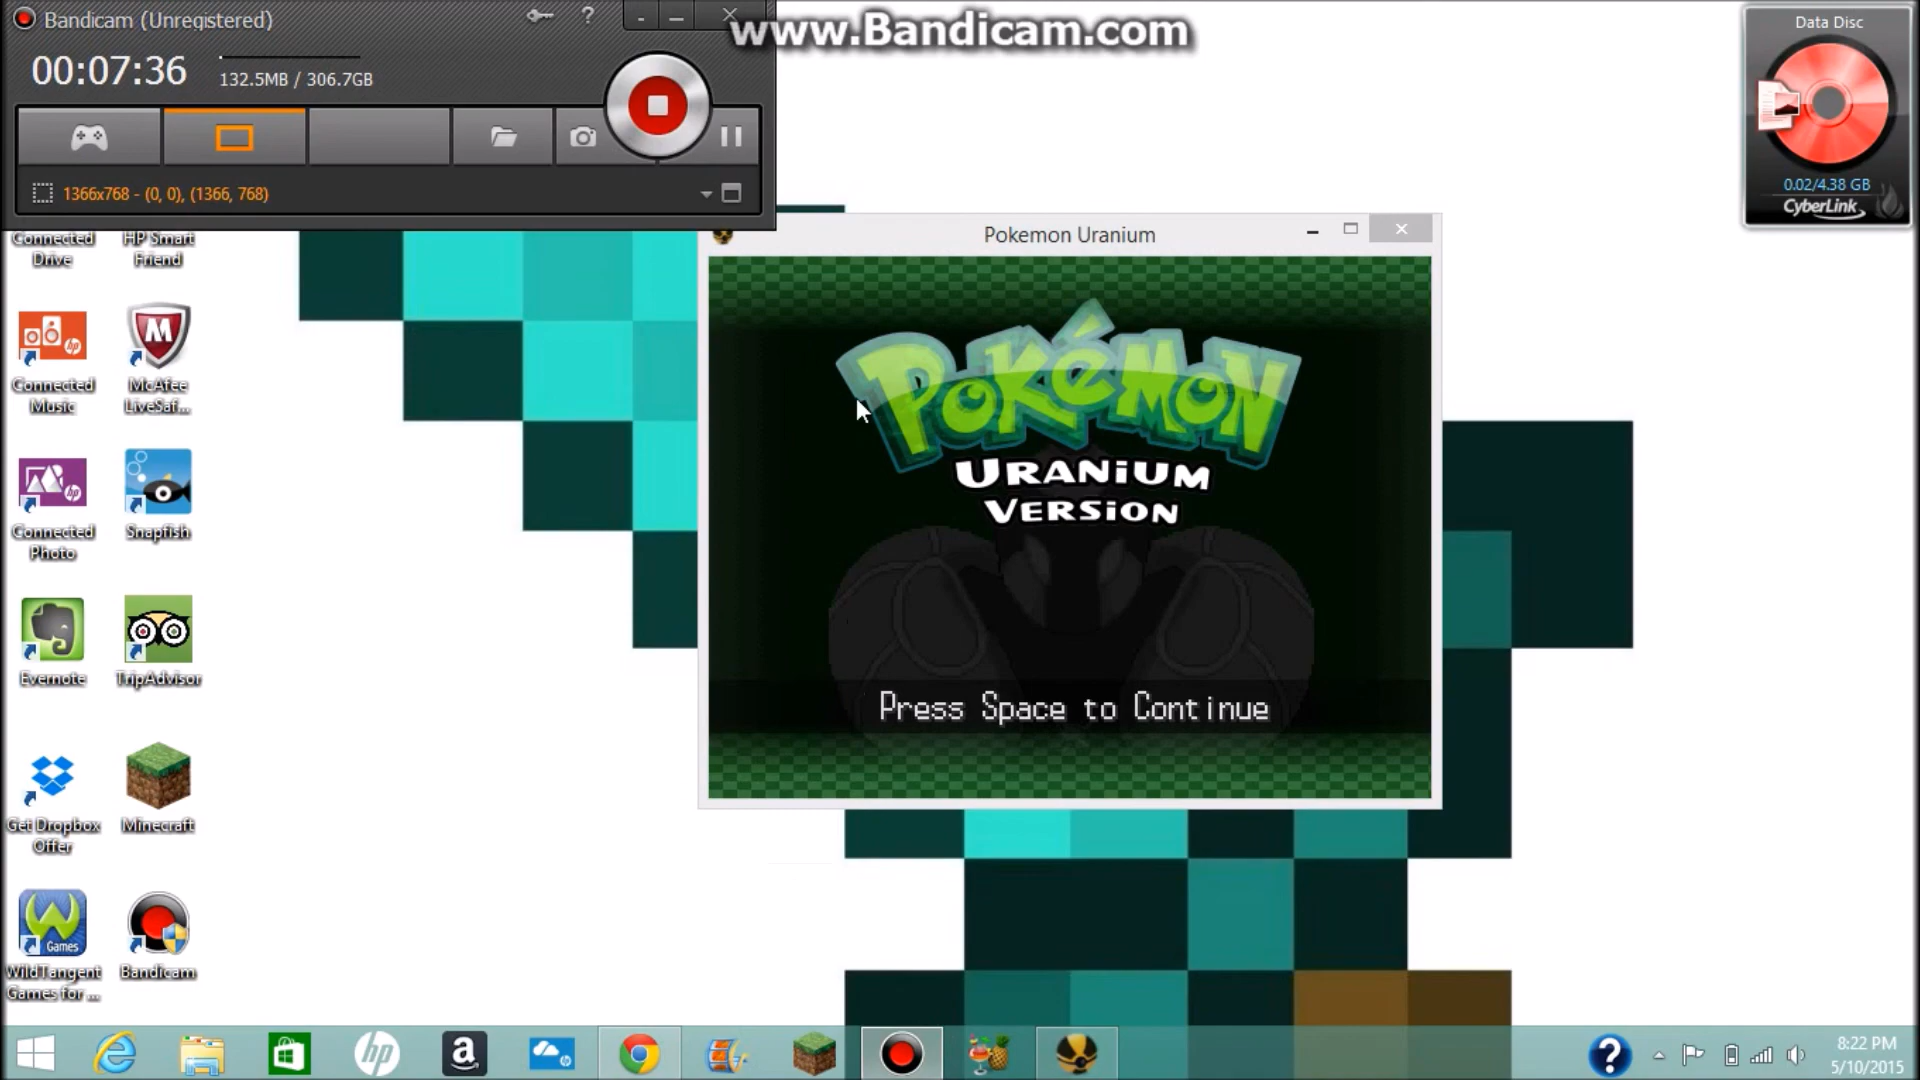 Bandicam (Unregistered)
?
www.Bandicam.com
00:07:36
132.5MB / 306.7GB
1366x768 - (0, 0), (1366, 768)
Data Disc
0.02/4.38 GB
CyberLink
Connected
Drive
HP Smart
Friend
Pokemon Uranium
POKéMON
URANiUM
VERSiON
Press Space to Continue
hp
Connected
Music
M
McAfee
LiveSaf...
hp
Connected
Photo
Snapfish
Evernote
TripAdvisor
Get Dropbox
Offer
Minecraft
W
Games
WildTangent
Games for ...
Bandicam
hp
a
?
8:22 PM
5/10/2015